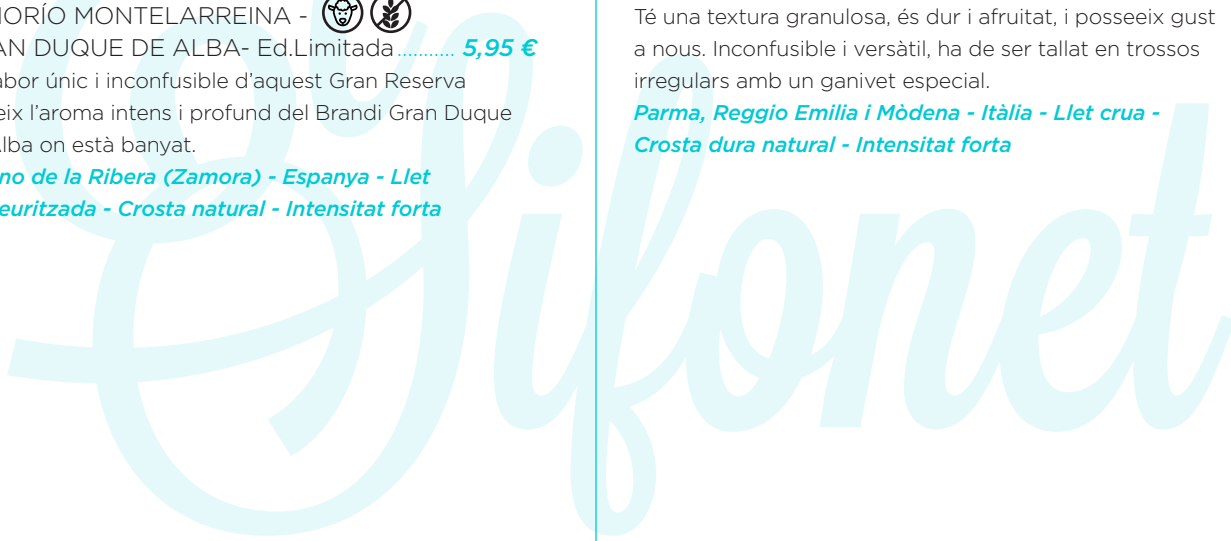 ORÍO MONTELARREINA -
AN DUQUE DE ALBA- Ed.Limitada ........... 5,95 €
abor únic i inconfusible d’aquest Gran Reserva
eix l’aroma intens i profund del Brandi Gran Duque
Alba on està banyat.
no de la Ribera (Zamora) - Espanya - Llet
euritzada - Crosta natural - Intensitat forta
Té una textura granulosa, és dur i afruitat, i posseeix gust
a nous. Inconfusible i versàtil, ha de ser tallat en trossos
irregulars amb un ganivet especial.
Parma, Reggio Emilia i Mòdena - Itàlia - Llet crua -
Crosta dura natural - Intensitat forta
Sifonet